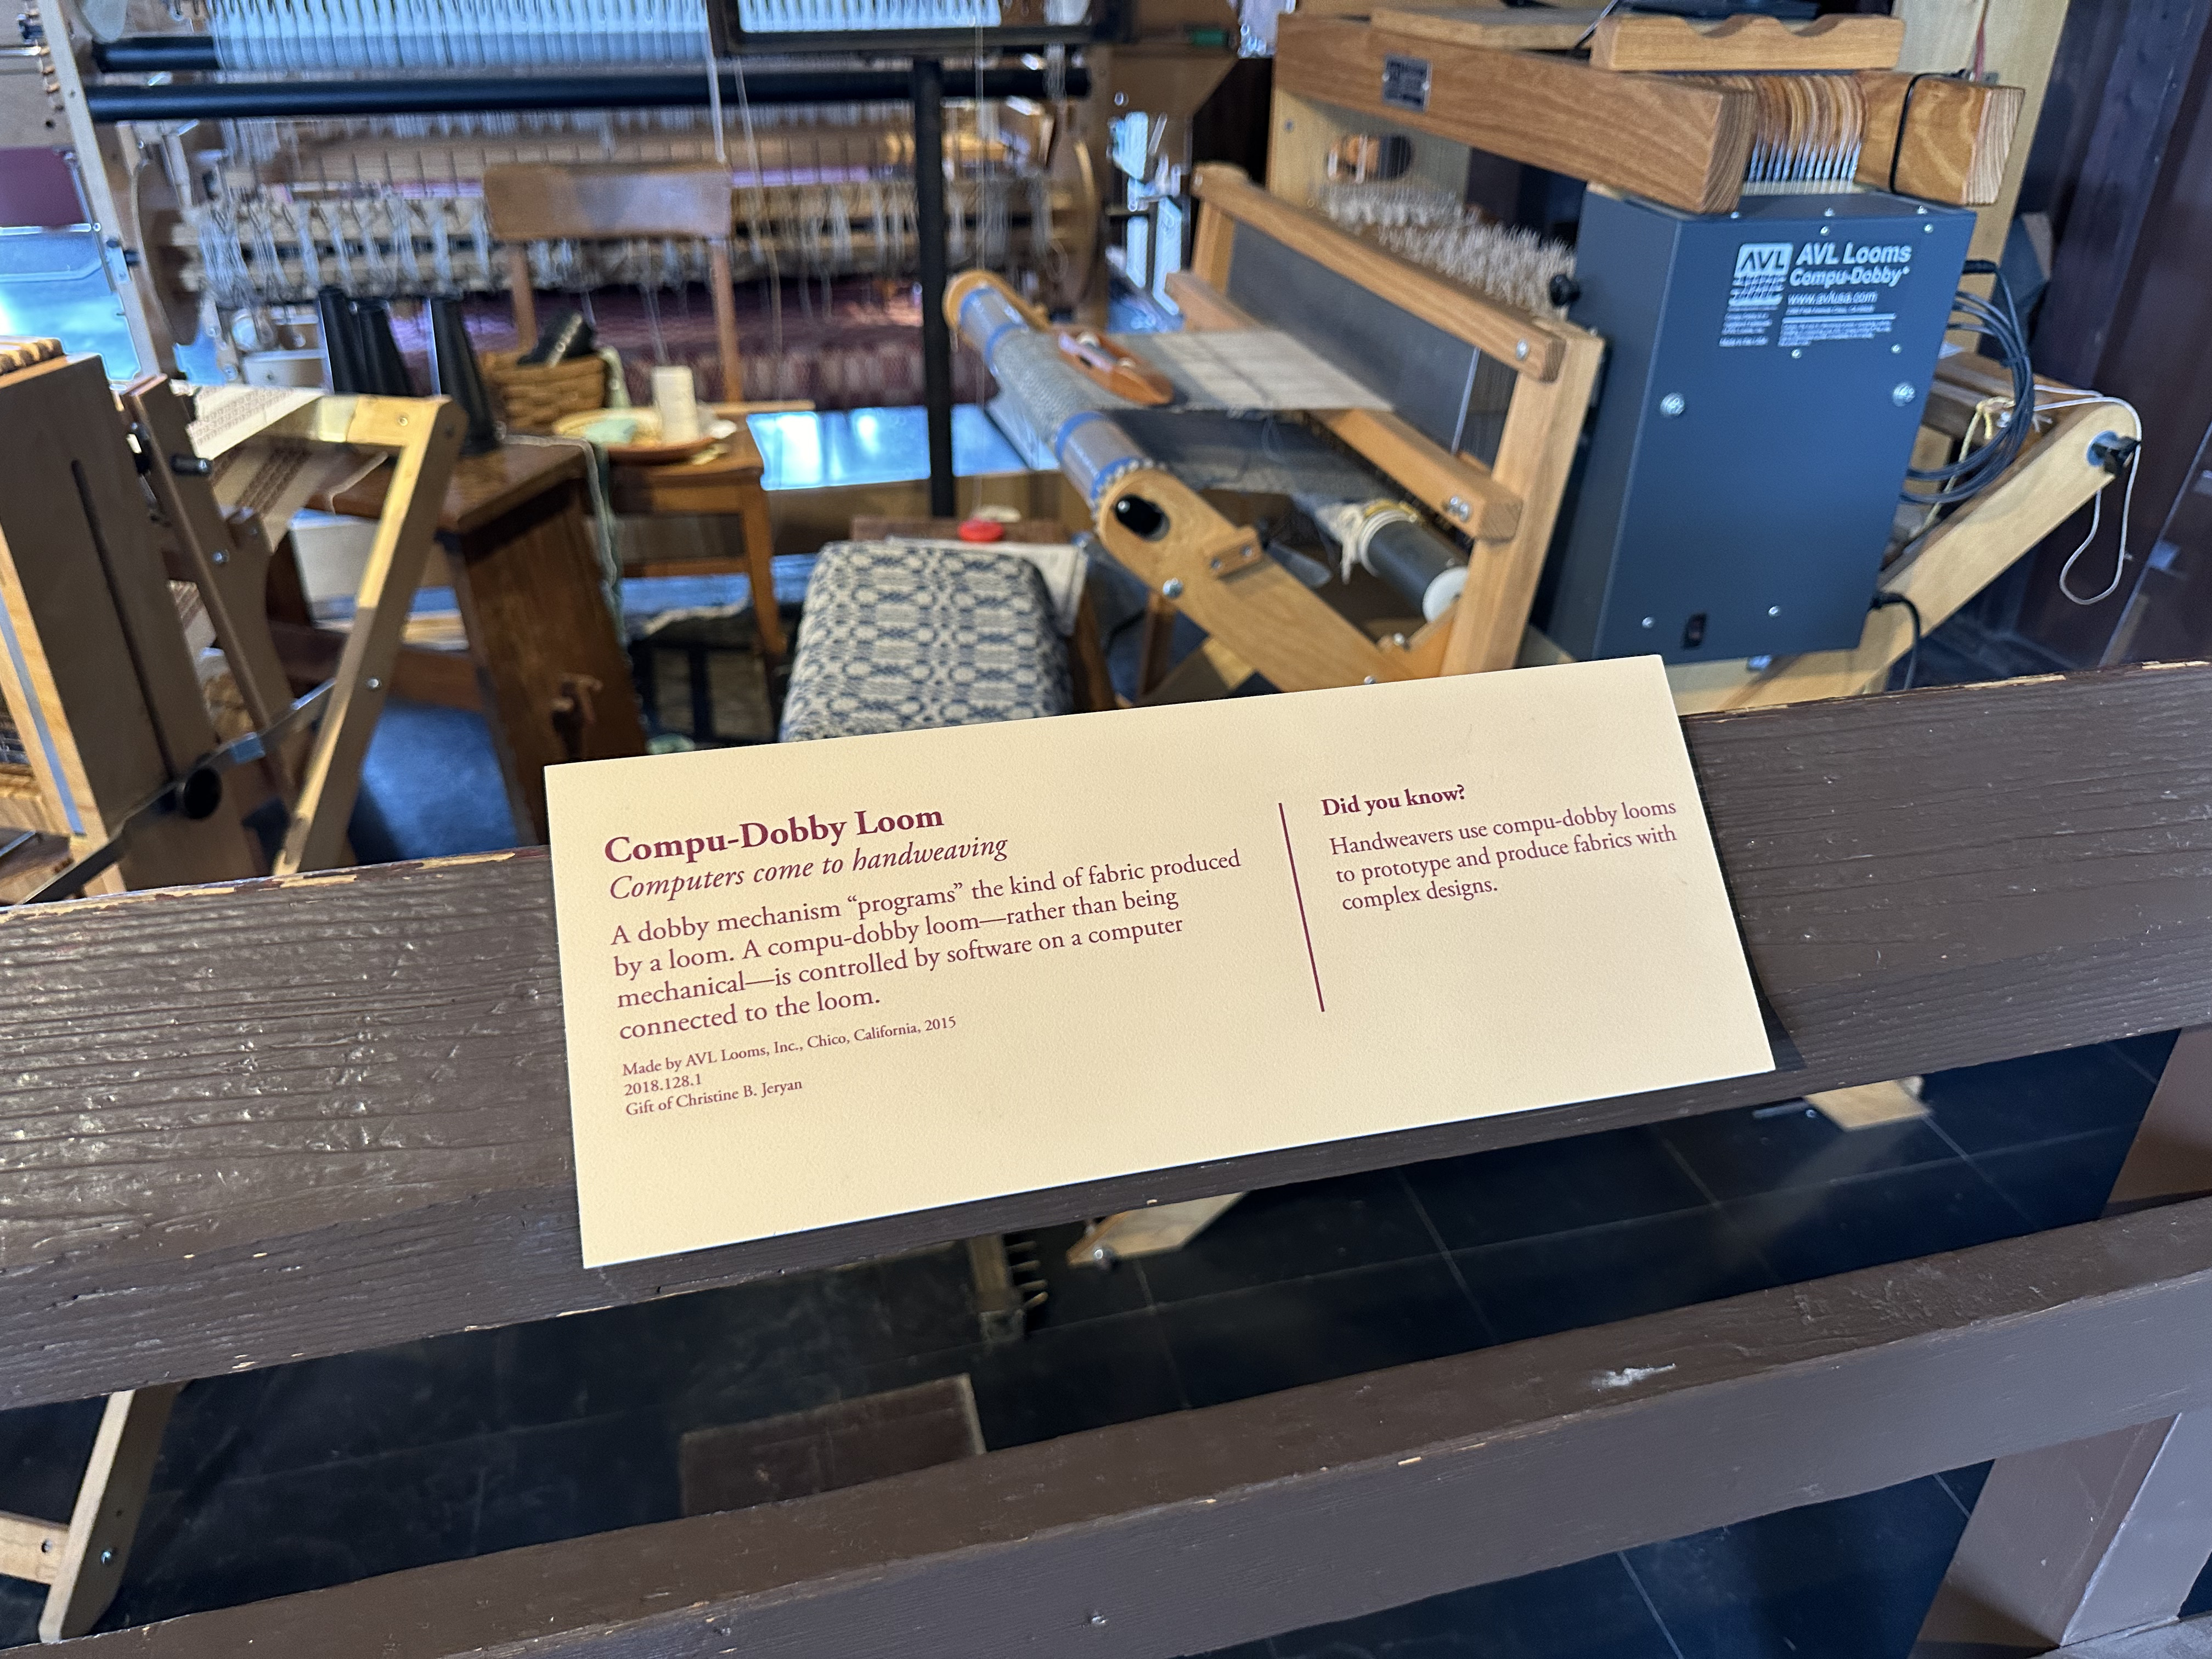 AVL
AVL Looms
Compu-Dobby®
www.avlusa.com
Compu-Dobby Loom
Computers come to handweaving
A dobby mechanism “programs” the kind of fabric produced
by a loom. A compu-dobby loom—rather than being
mechanical—is controlled by software on a computer
connected to the loom.
Made by AVL Looms, Inc., Chico, California, 2015
2018.128.1
Gift of Christine B. Jeryan
Did you know?
Handweavers use compu-dobby looms
to prototype and produce fabrics with
complex designs.